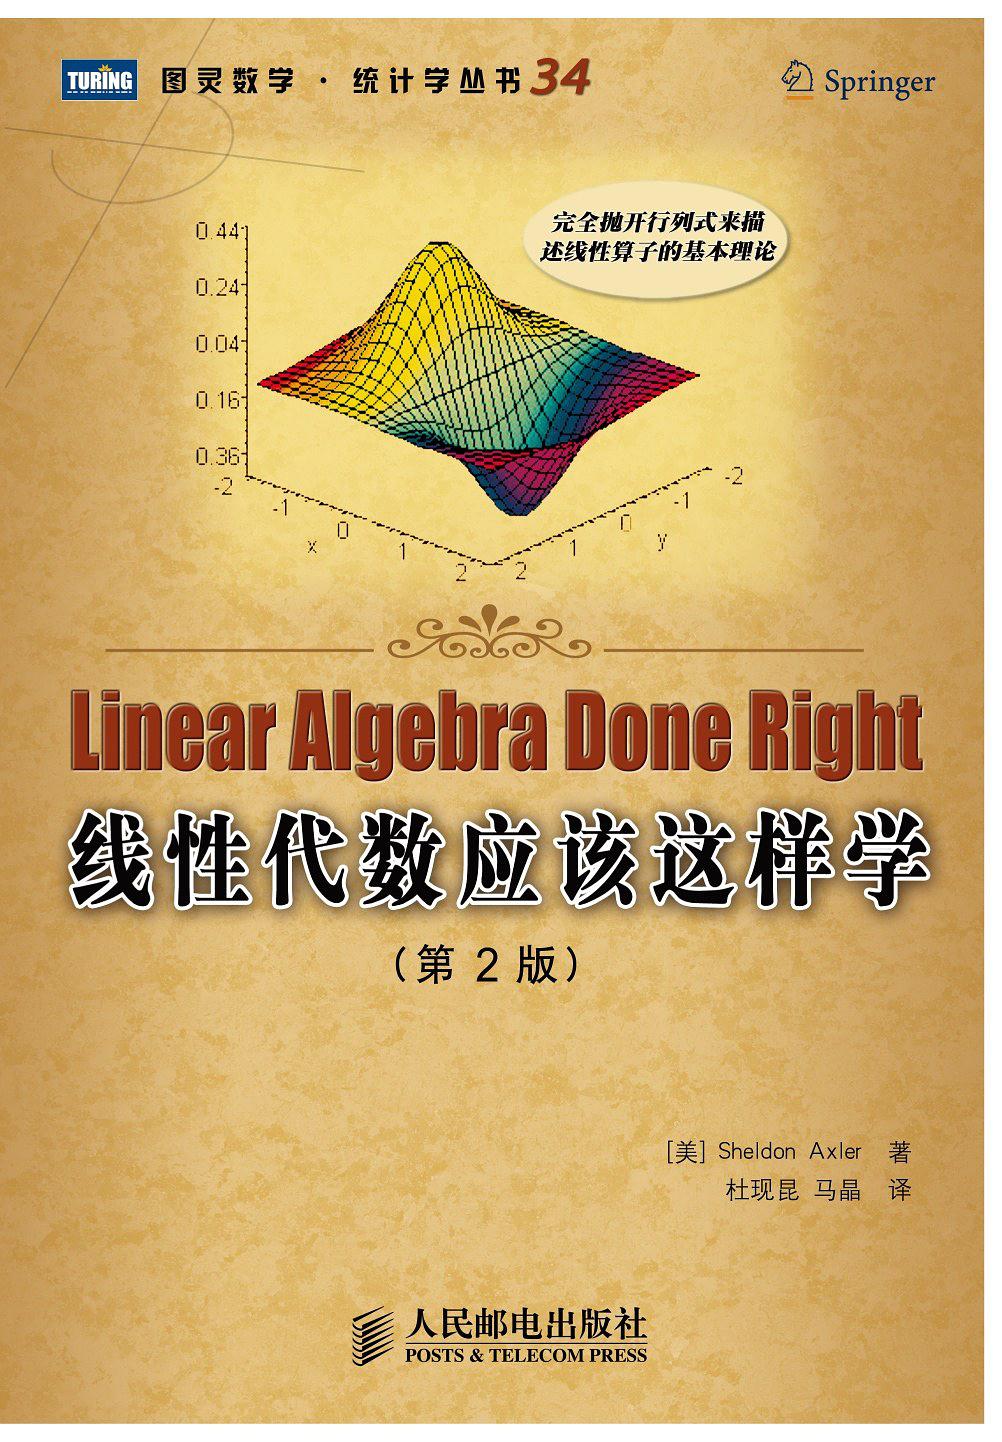 TURING 图灵数学·统计学丛书34 Springer
完全抛开行列式来描
述线性算子的基本理论
0.44
0.24
0.04
0.16
0.36
-2 -1 0 1 2
x
2 1 0 -1 -2
y
Linear Algebra Done Right
线性代数应该这样学
(第2版)
[美] Sheldon Axler 著
杜现昆 马晶 译
人民邮电出版社
POSTS & TELECOM PRESS